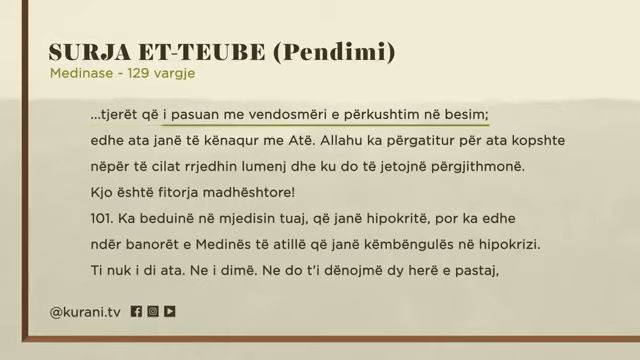 SURJA ET-TEUBE (Pendimi)
Medinase - 129 vargje
...tjerët që i pasuan me vendosmëri e përkushtim në besim;
edhe ata janë të kënaqur me Atë. Allahu ka përgatitur për ata kopshte
nëpër të cilat rrjedhin lumenj dhe ku do të jetojnë përgjithmonë.
Kjo është fitorja madhështore!
101. Ka beduinë në mjedisin tuaj, që janë hipokritë, por ka edhe
ndër banorët e Medinës të atillë që janë këmbëngulës në hipokrizi.
Ti nuk i di ata. Ne i dimë. Ne do t'i dënojmë dy herë e pastaj,
@kurani.tv